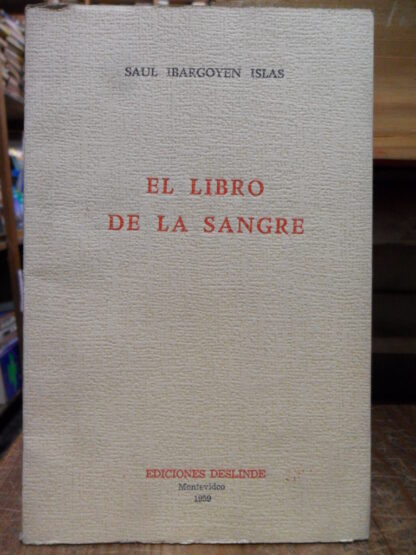 SAUL IBARGOYEN ISLAS
EL LIBRO
DE LA SANGRE
EDICIONES DESLINDE
Montevideo
1959